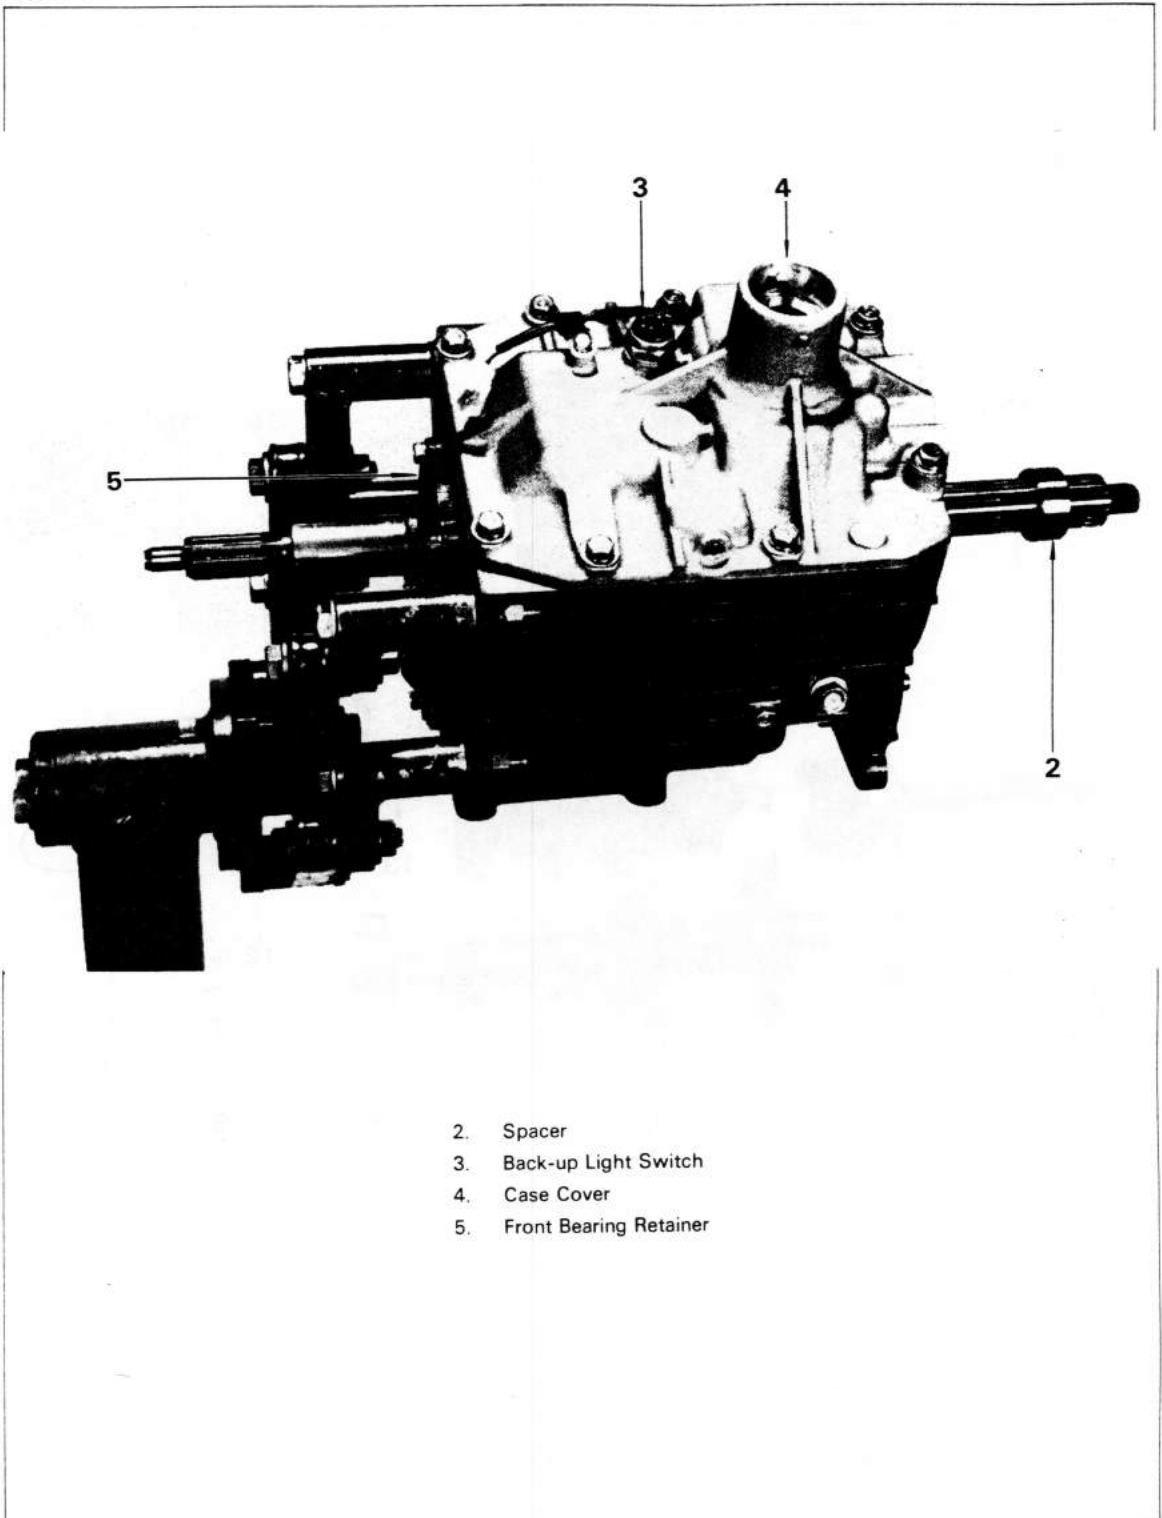 3 4
5
2
2. Spacer
3. Back-up Light Switch
4. Case Cover
5. Front Bearing Retainer